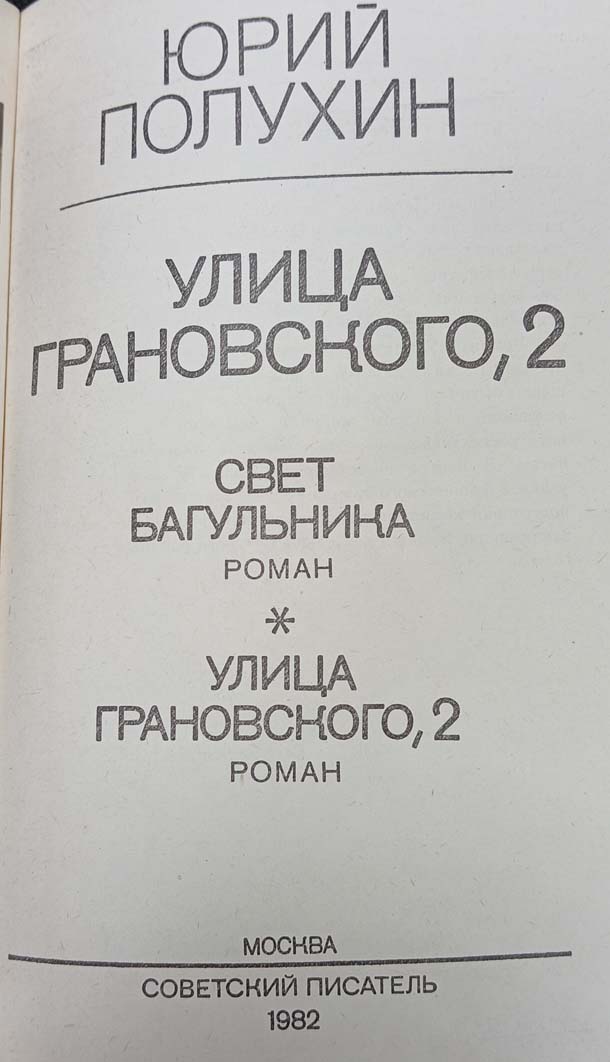 ЮРИЙ
ПОЛУХИН
УЛИЦА
ГРАНОВСКОГО, 2
СВЕТ
БАГУЛЬНИКА
РОМАН
*
УЛИЦА
ГРАНОВСКОГО, 2
РОМАН
МОСКВА
СОВЕТСКИЙ ПИСАТЕЛЬ
1982